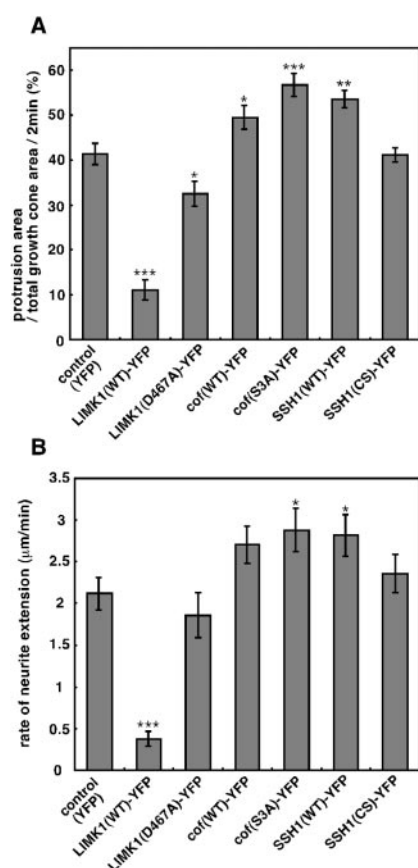 A
protrusion area
/ total growth cone area / 2min (%)
60
50
40
30
20
10
0
***
*
*
***
**
control
(YFP)
LIMK1(WT)-YFP
LIMK1(D467A)-YFP
cof(WT)-YFP
cof(S3A)-YFP
SSH1(WT)-YFP
SSH1(CS)-YFP
B
rate of neurite extension (μm/min)
3.5
3
2.5
2
1.5
1
0.5
0
***
*
*
control
(YFP)
LIMK1(WT)-YFP
LIMK1(D467A)-YFP
cof(WT)-YFP
cof(S3A)-YFP
SSH1(WT)-YFP
SSH1(CS)-YFP